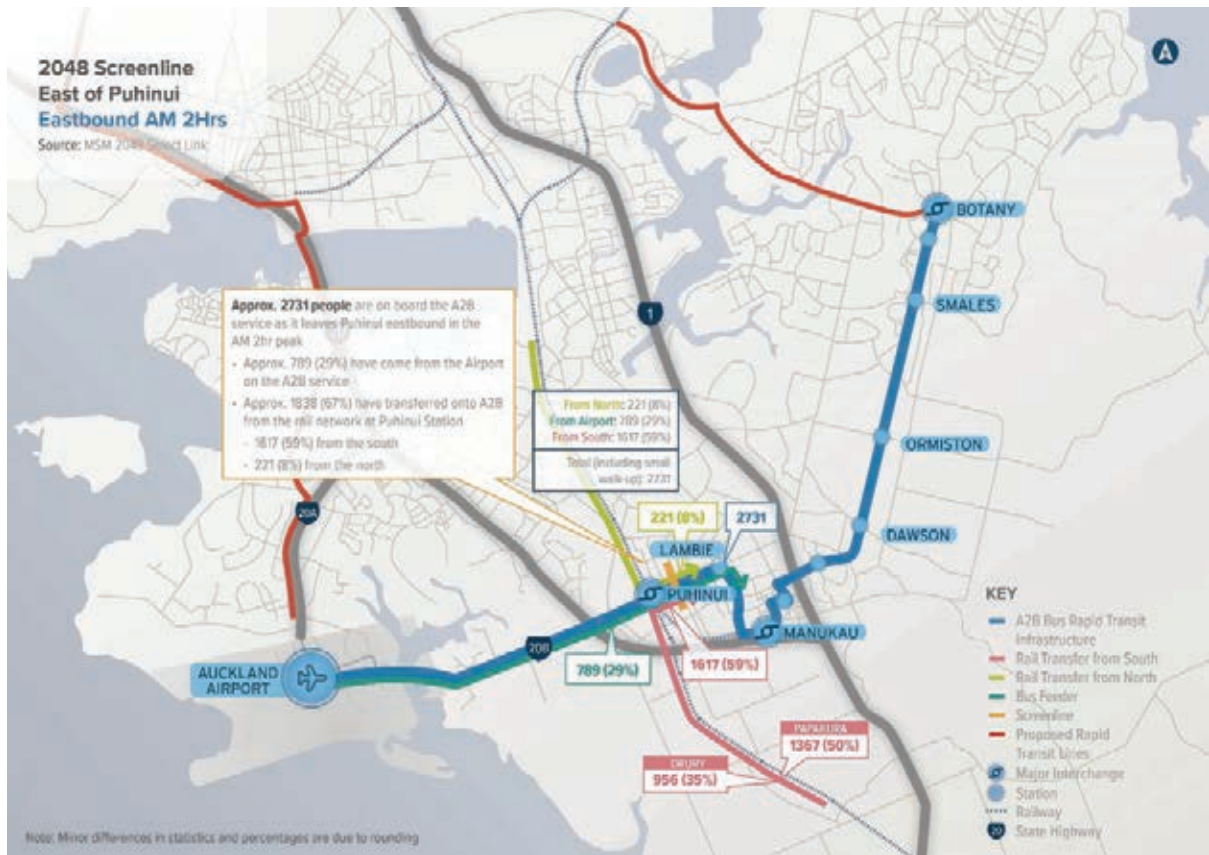 2048 Screenline
East of Puhinui
Eastbound AM 2Hrs
Source: MSM 2048 Select Link
Approx. 2731 people are on board the A2B
service as it leaves Puhinui eastbound in the
AM 2hr peak
• Approx. 789 (29%) have come from the Airport
on the A2B service
• Approx. 1838 (67%) have transferred onto A2B
from the rail network at Puhinui Station
- 1617 (59%) from the south
- 221 (8%) from the north
From North: 221 (8%)
From Airport: 789 (29%)
From South: 1617 (59%)
Total (including small
walk-up): 2731
1
BOTANY
SMALES
ORMISTON
DAWSON
221 (8%)
2731
LAMBIE
PUHINUI
MANUKAU
20A
20B
AUCKLAND
AIRPORT
789 (29%)
1617 (59%)
PAPAKURA
1367 (50%)
DRURY
956 (35%)
KEY
A2B Bus Rapid Transit
Infrastructure
Rail Transfer from South
Rail Transfer from North
Bus Feeder
Screenline
Proposed Rapid
Transit Lines
Major Interchange
Station
Railway
20 State Highway
A
Note: Minor differences in statistics and percentages are due to rounding